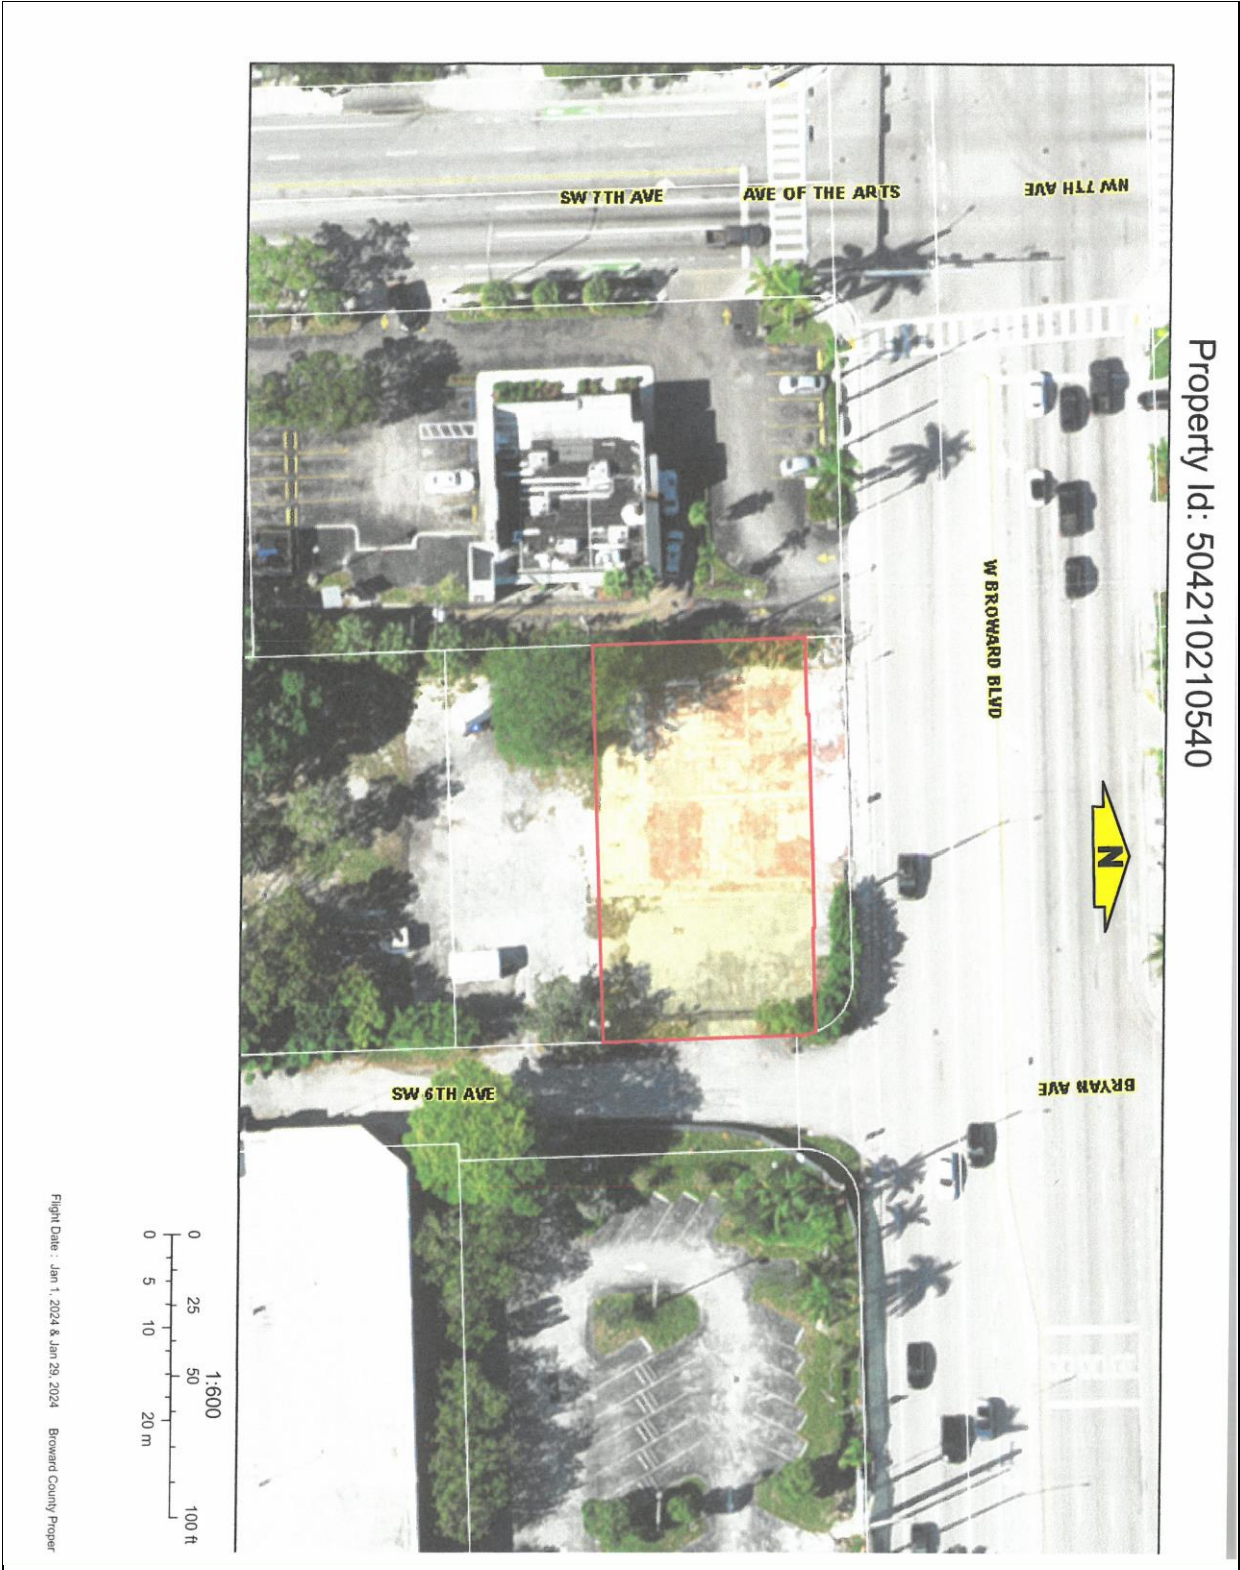 Property Id: 504210210540
NW 7TH AVE
AVE OF THE ARTS
SW 7TH AVE
W BROWARD BLVD
N
BRYAN AVE
SW 6TH AVE
1:600
0 25 50 100 ft
0 5 10 20 m
Flight Date : Jan 1, 2024 & Jan 29, 2024 Broward County Proper